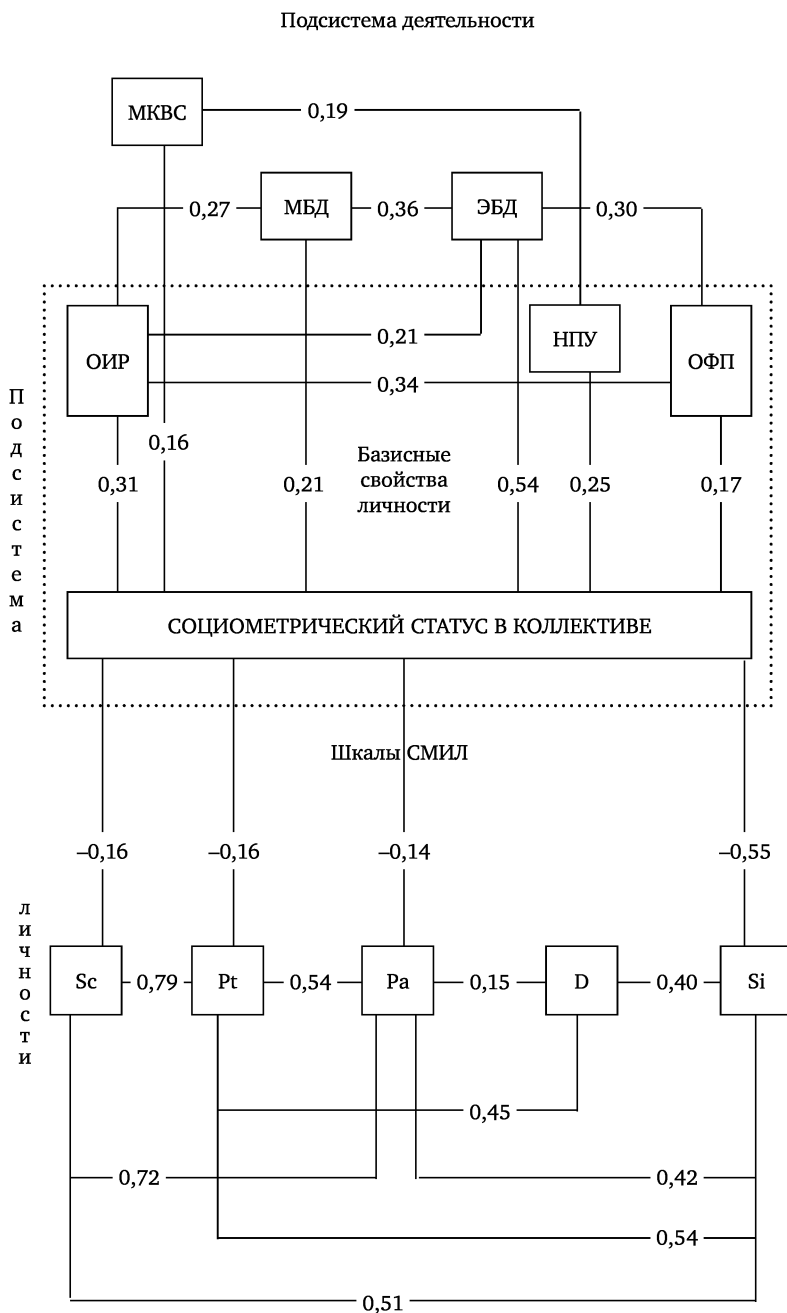 Подсистема деятельности
МКВС
0,19
0,27
МБД
0,36
ЭБД
0,30
ОИР
0,21
НПУ
ОФП
0,34
Подсистема
0,16
Базисные
свойства
личности
0,31
0,21
0,54
0,25
0,17
СОЦИОМЕТРИЧЕСКИЙ СТАТУС В КОЛЛЕКТИВЕ
Шкалы СМИЛ
–0,16
–0,16
–0,14
–0,55
личности
Sc
0,79
Pt
0,54
Pa
0,15
D
0,40
Si
0,45
0,72
0,42
0,54
0,51